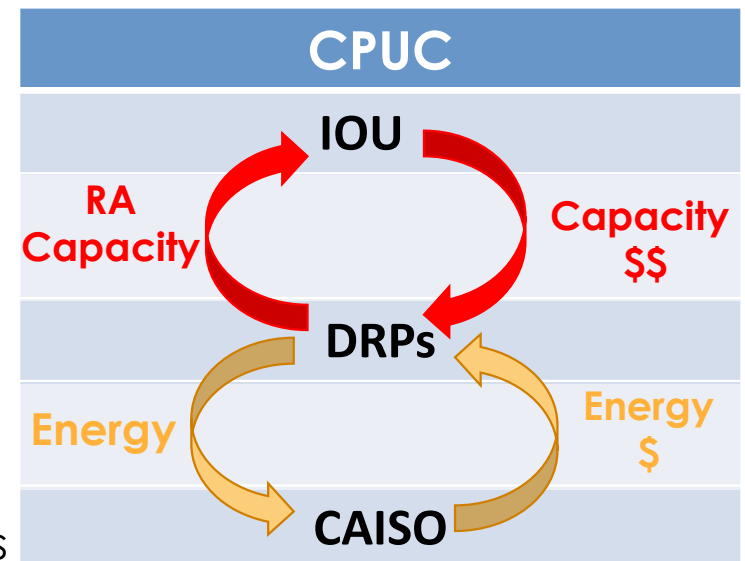 CPUC
IOU
RA
Capacity
Capacity
$$
DRPs
Energy
Energy
$
CAISO
s